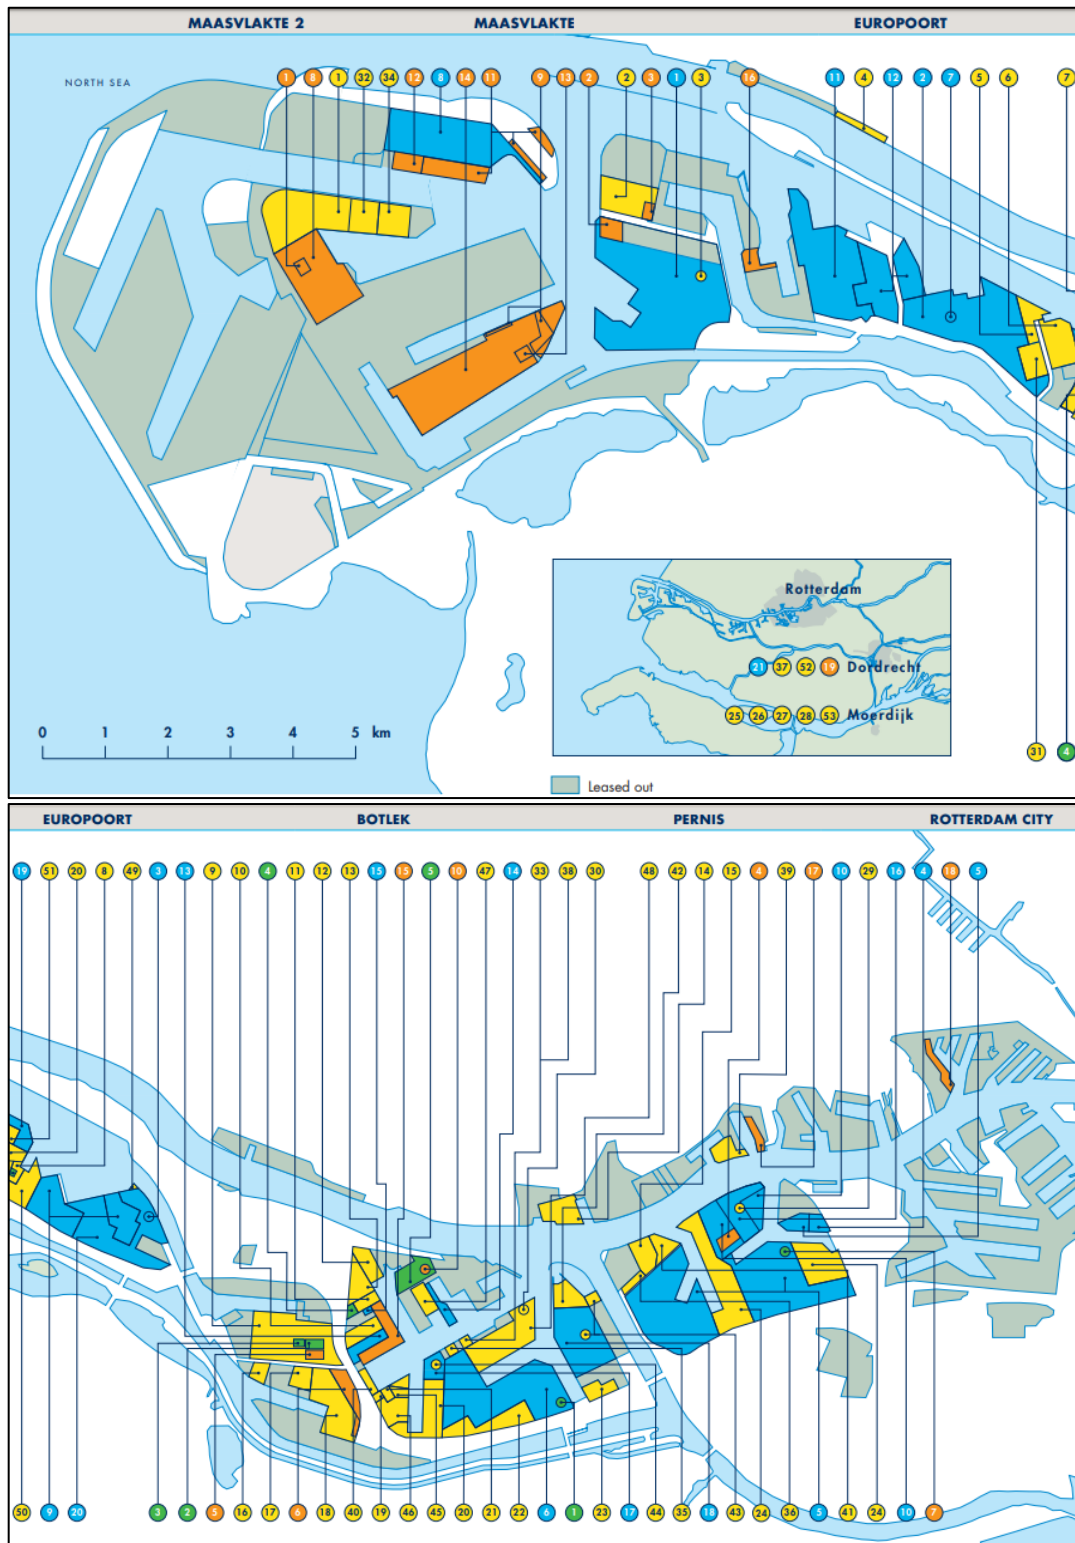 MAASVLAKTE 2 MAASVLAKTE EUROPOORT
NORTH SEA
1 8 1 32 34 12 8 14 11 9 13 2 2 3 1 3 16 11 4 12 2 7 5 6 7
Rotterdam
21 37 52 19 Dordrecht
25 26 27 28 53 Moerdijk
0 1 2 3 4 5 km
31 4
Leased out
EUROPOORT BOTLEK PERNIS ROTTERDAM CITY
19 51 20 8 49 3 13 9 10 4 11 12 13 15 15 5 10 47 14 33 38 30 48 42 14 15 4 39 17 10 29 16 4 18 5
50 9 20 3 2 5 16 17 6 18 40 19 46 45 20 21 22 6 1 23 17 44 35 18 43 24 36 5 41 24 10 7